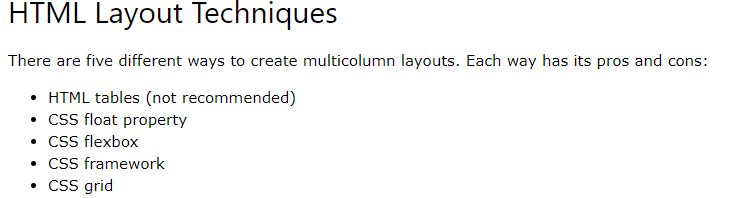 HTML Layout Techniques
There are five different ways to create multicolumn layouts. Each way has its pros and cons:
• HTML tables (not recommended)
• CSS float property
• CSS flexbox
• CSS framework
• CSS grid